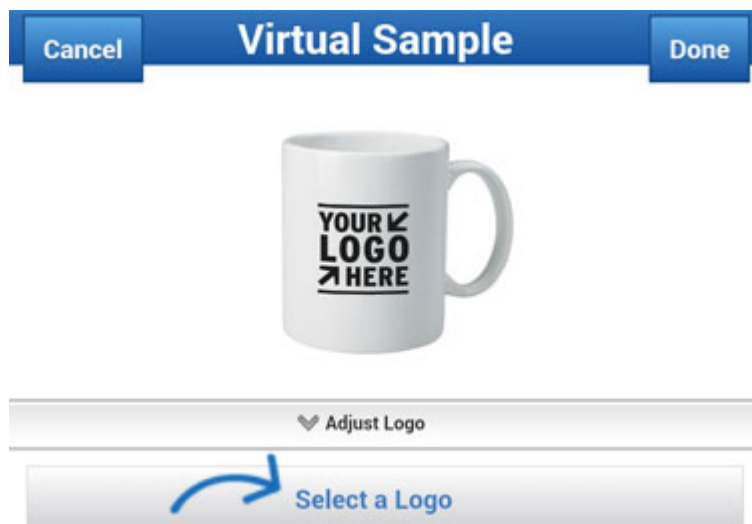 Cancel
Virtual Sample
Done
YOUR
LOGO
HERE
Adjust Logo
Select a Logo